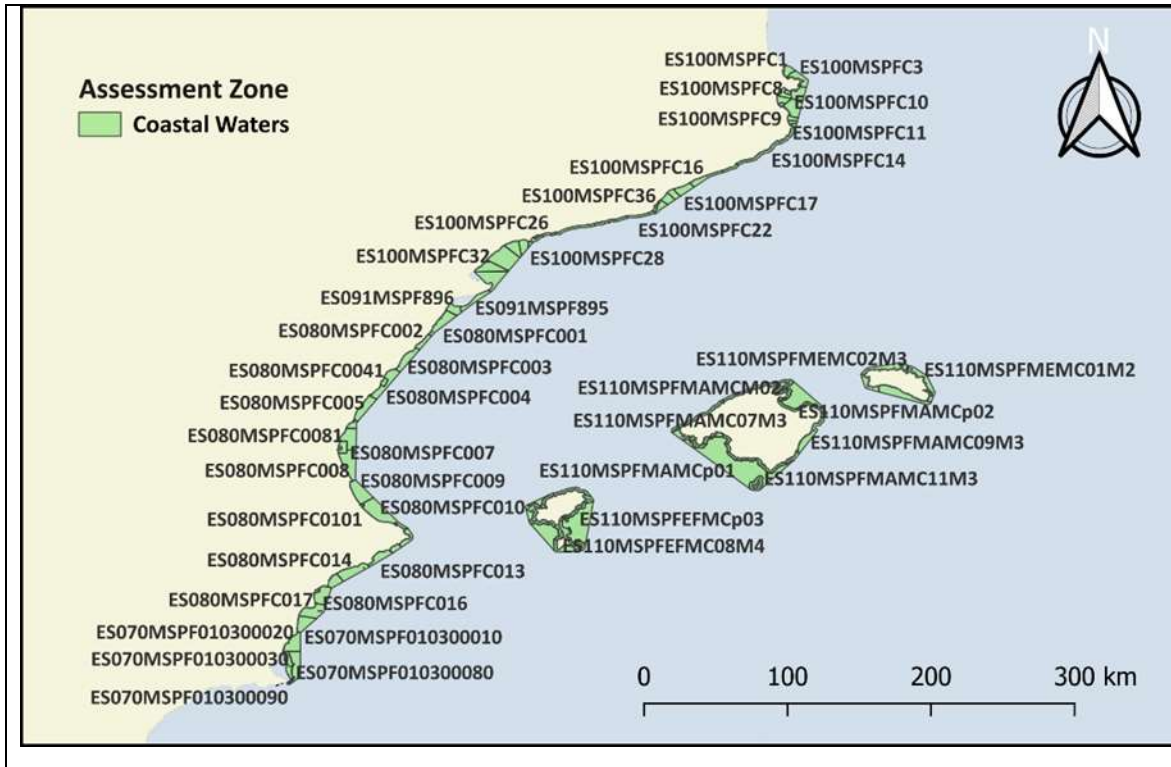 N
Assessment Zone
Coastal Waters
ES100MSPFC1
ES100MSPFC3
ES100MSPFC8
ES100MSPFC10
ES100MSPFC9
ES100MSPFC11
ES100MSPFC14
ES100MSPFC16
ES100MSPFC36
ES100MSPFC17
ES100MSPFC26
ES100MSPFC22
ES100MSPFC32
ES100MSPFC28
ES091MSPF896
ES091MSPF895
ES080MSPFC002
ES080MSPFC001
ES110MSPFMEMC02M3
ES080MSPFC003
ES080MSPFC0041
ES110MSPFMEMC01M2
ES110MSPFMAMCM02
ES080MSPFC004
ES080MSPFC005
ES110MSPFMAMCp02
ES110MSPFMAMC07M3
ES080MSPFC0081
ES110MSPFMAMC09M3
ES080MSPFC007
ES080MSPFC008
ES110MSPFMAMCp01
ES110MSPFMAMC11M3
ES080MSPFC009
ES080MSPFC010
ES080MSPFC0101
ES110MSPFEFMCp03
ES110MSPFEFMC08M4
ES080MSPFC014
ES080MSPFC013
ES080MSPFC017
ES080MSPFC016
ES070MSPF010300020
ES070MSPF010300010
ES070MSPF010300030
ES070MSPF010300080
ES070MSPF010300090
0 100 200 300 km